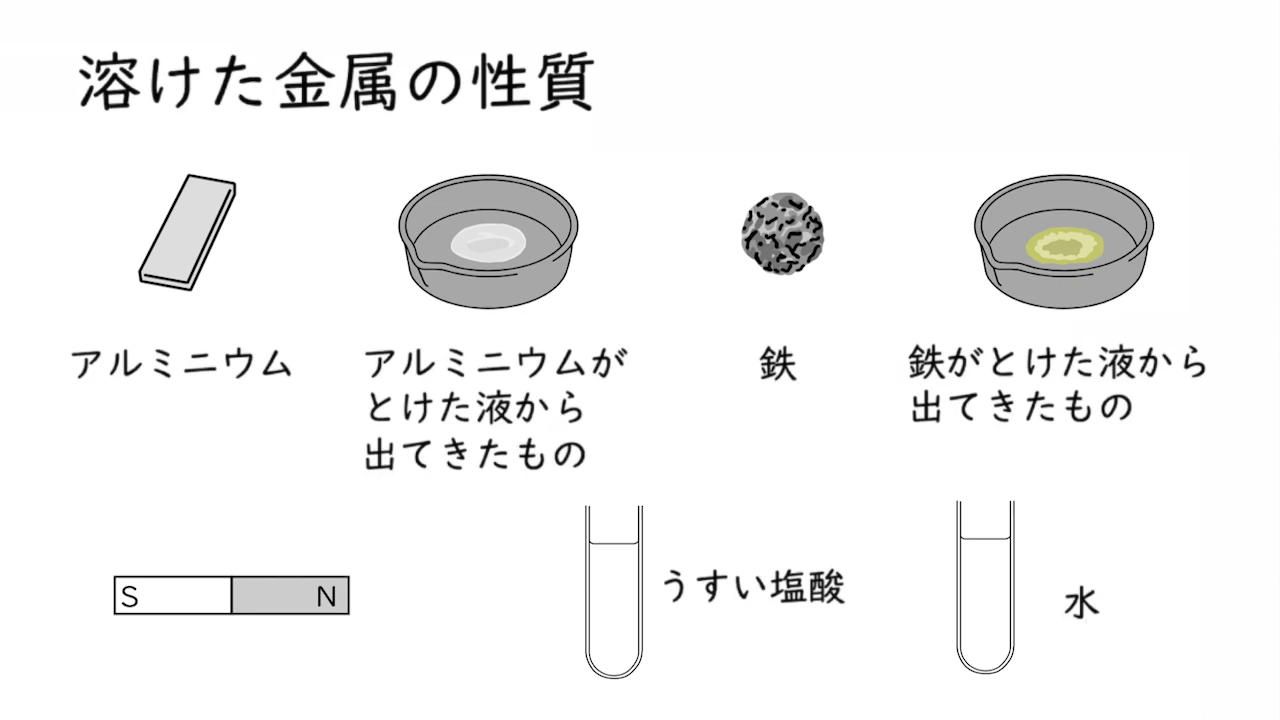 溶けた金属の性質
アルミニウム
アルミニウムが
とけた液から
出てきたもの
鉄
鉄がとけた液から
出てきたもの
S N
うすい塩酸
水